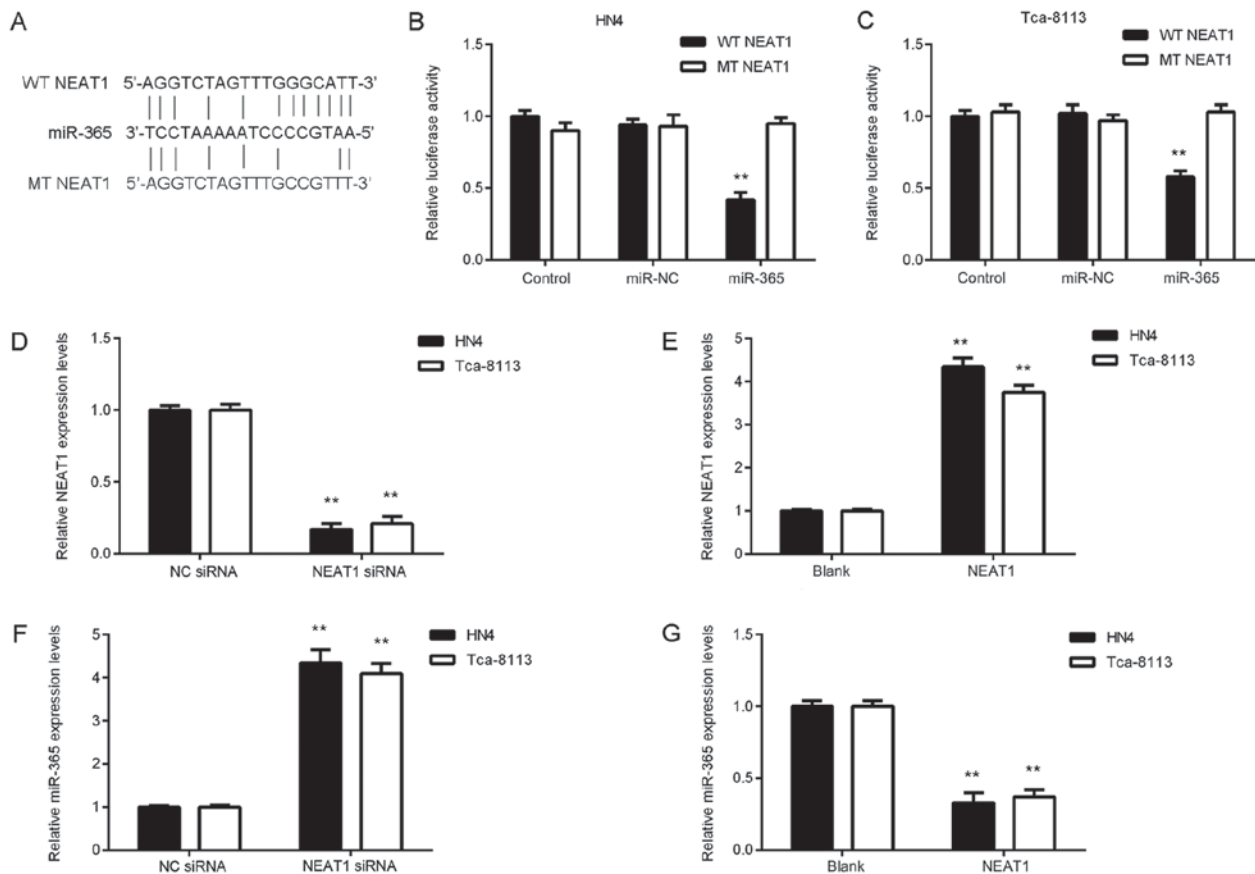 A
WT NEAT1 5'-AGGTCTAGTTTGGGCATT-3'
miR-365 3'-TCCTAAAAATCCCCGTAA-5'
MT NEAT1 5'-AGGTCTAGTTTGCCGTTT-3'
B
HN4
WT NEAT1
MT NEAT1
Relative luciferase activity
1.5
1.0
0.5
0.0
**
Control miR-NC miR-365
C
Tca-8113
WT NEAT1
MT NEAT1
Relative luciferase activity
1.5
1.0
0.5
0.0
**
Control miR-NC miR-365
D
HN4
Tca-8113
Relative NEAT1 expression levels
1.5
1.0
0.5
0.0
** **
NC siRNA NEAT1 siRNA
E
HN4
Tca-8113
Relative NEAT1 expression levels
5
4
3
2
1
0
** **
Blank NEAT1
F
HN4
Tca-8113
Relative miR-365 expression levels
5
4
3
2
1
0
** **
NC siRNA NEAT1 siRNA
G
HN4
Tca-8113
Relative miR-365 expression levels
1.5
1.0
0.5
0.0
** **
Blank NEAT1